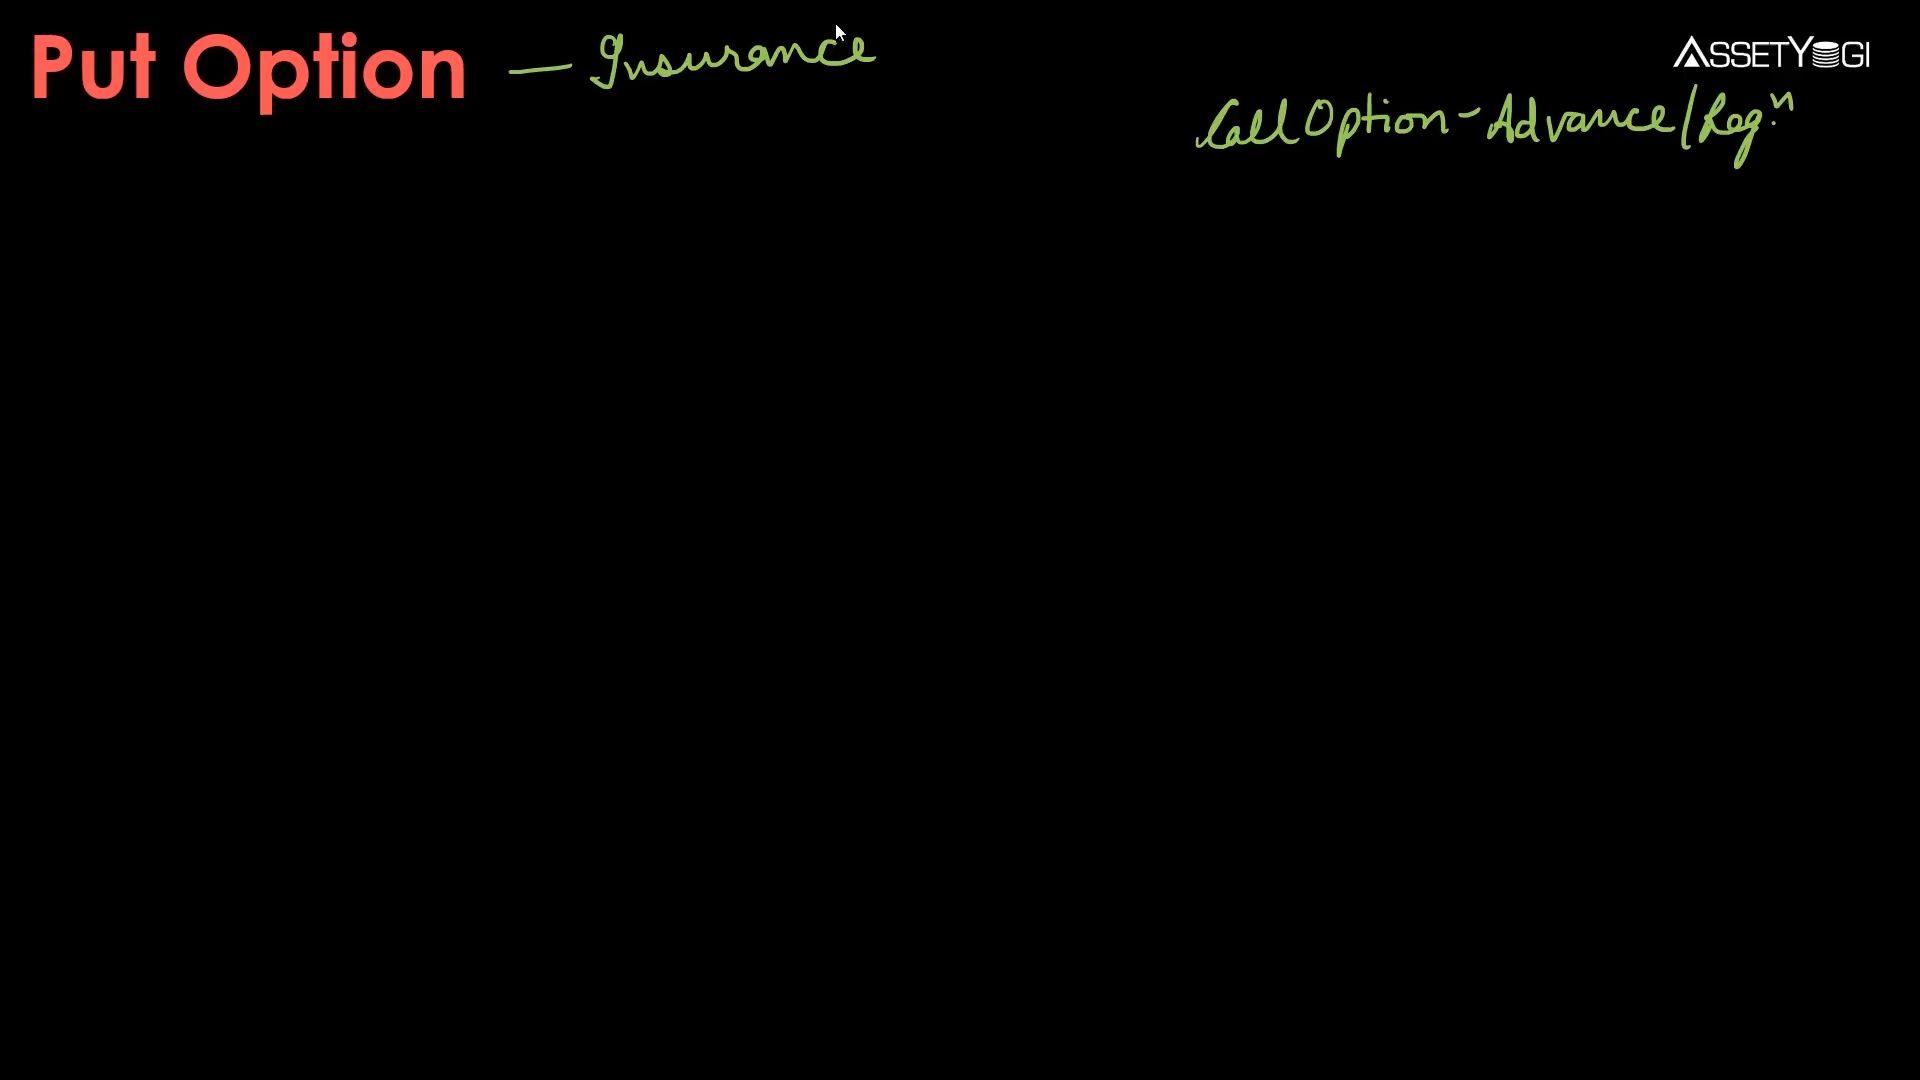 Put Option — Insurance
ASSETYOGI
Call Option - Advance/Reg.n